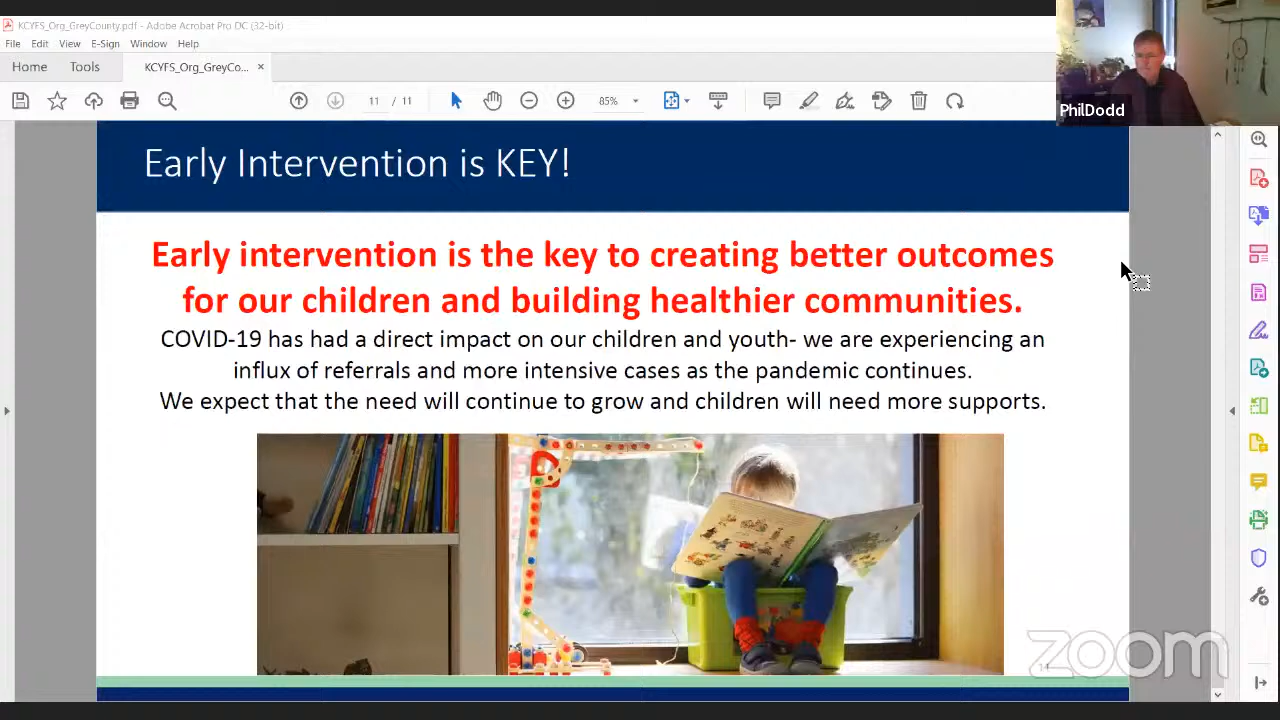 KCYFS_Org_GreyCounty.pdf - Adobe Acrobat Pro DC (32-bit)
File Edit View E-Sign Window Help
Home Tools KCYFS_Org_GreyCo... ×
11 / 11 85%
PhilDodd
Early Intervention is KEY!
Early intervention is the key to creating better outcomes
for our children and building healthier communities.
COVID-19 has had a direct impact on our children and youth- we are experiencing an
influx of referrals and more intensive cases as the pandemic continues.
We expect that the need will continue to grow and children will need more supports.
zoom